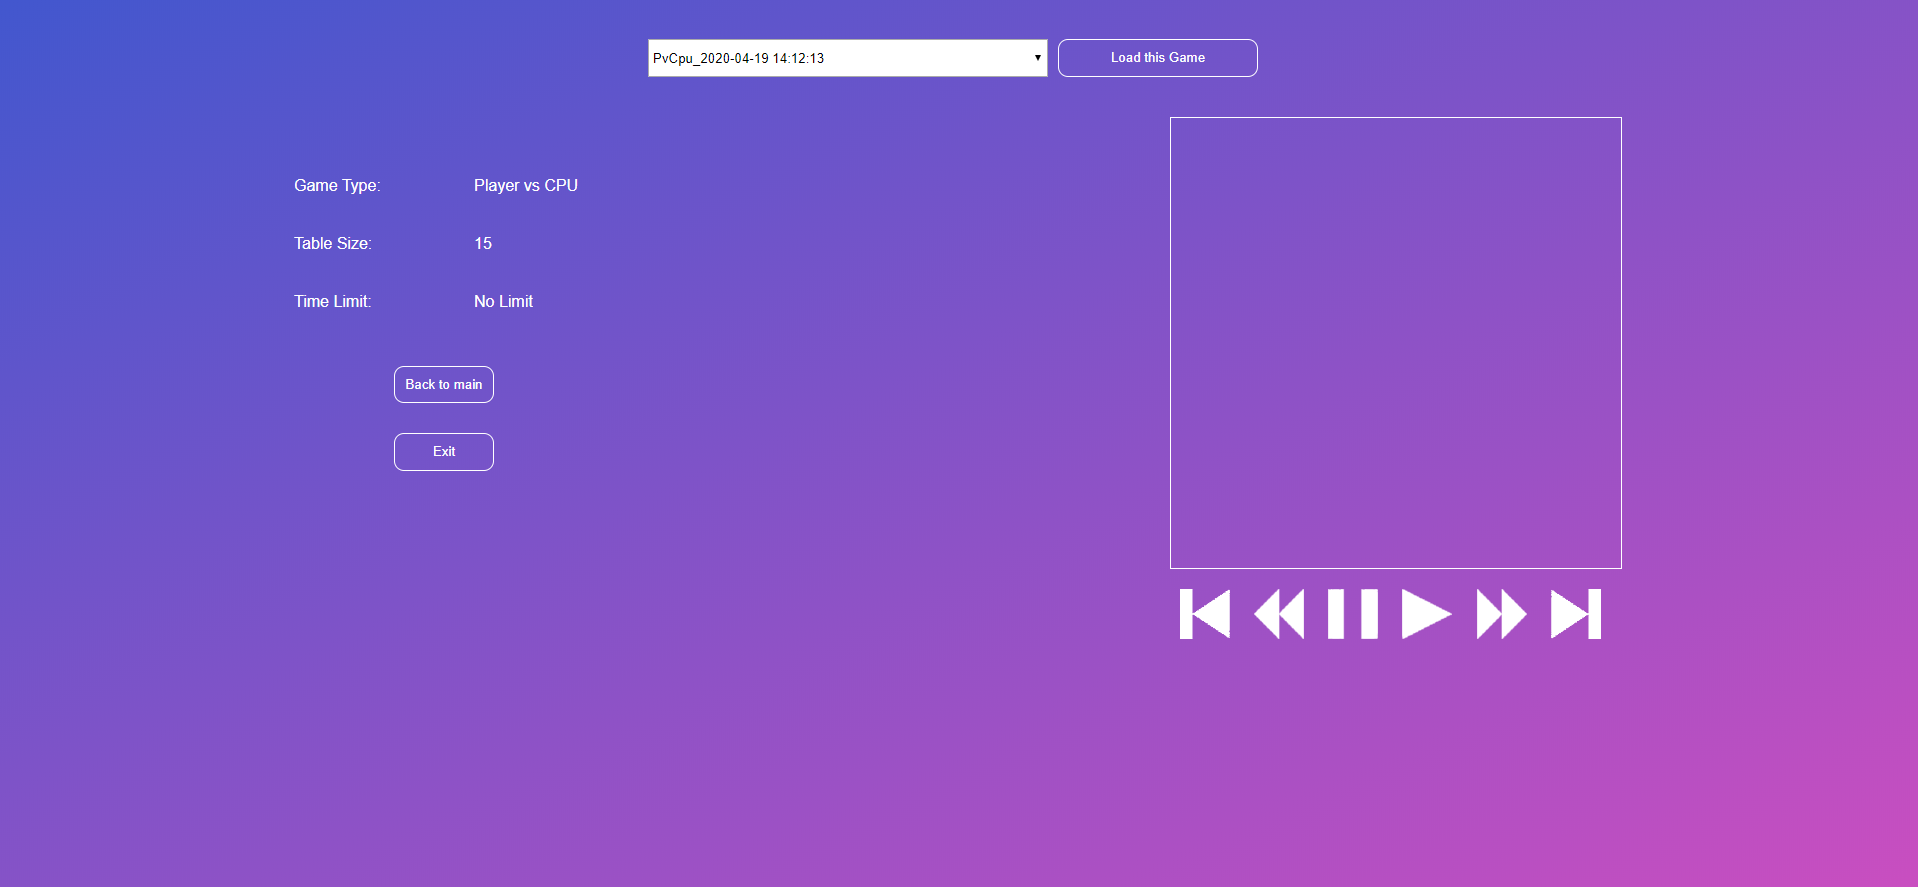 PvCpu_2020-04-19 14:12:13
Load this Game
Game Type: Player vs CPU
Table Size: 15
Time Limit: No Limit
Back to main
Exit